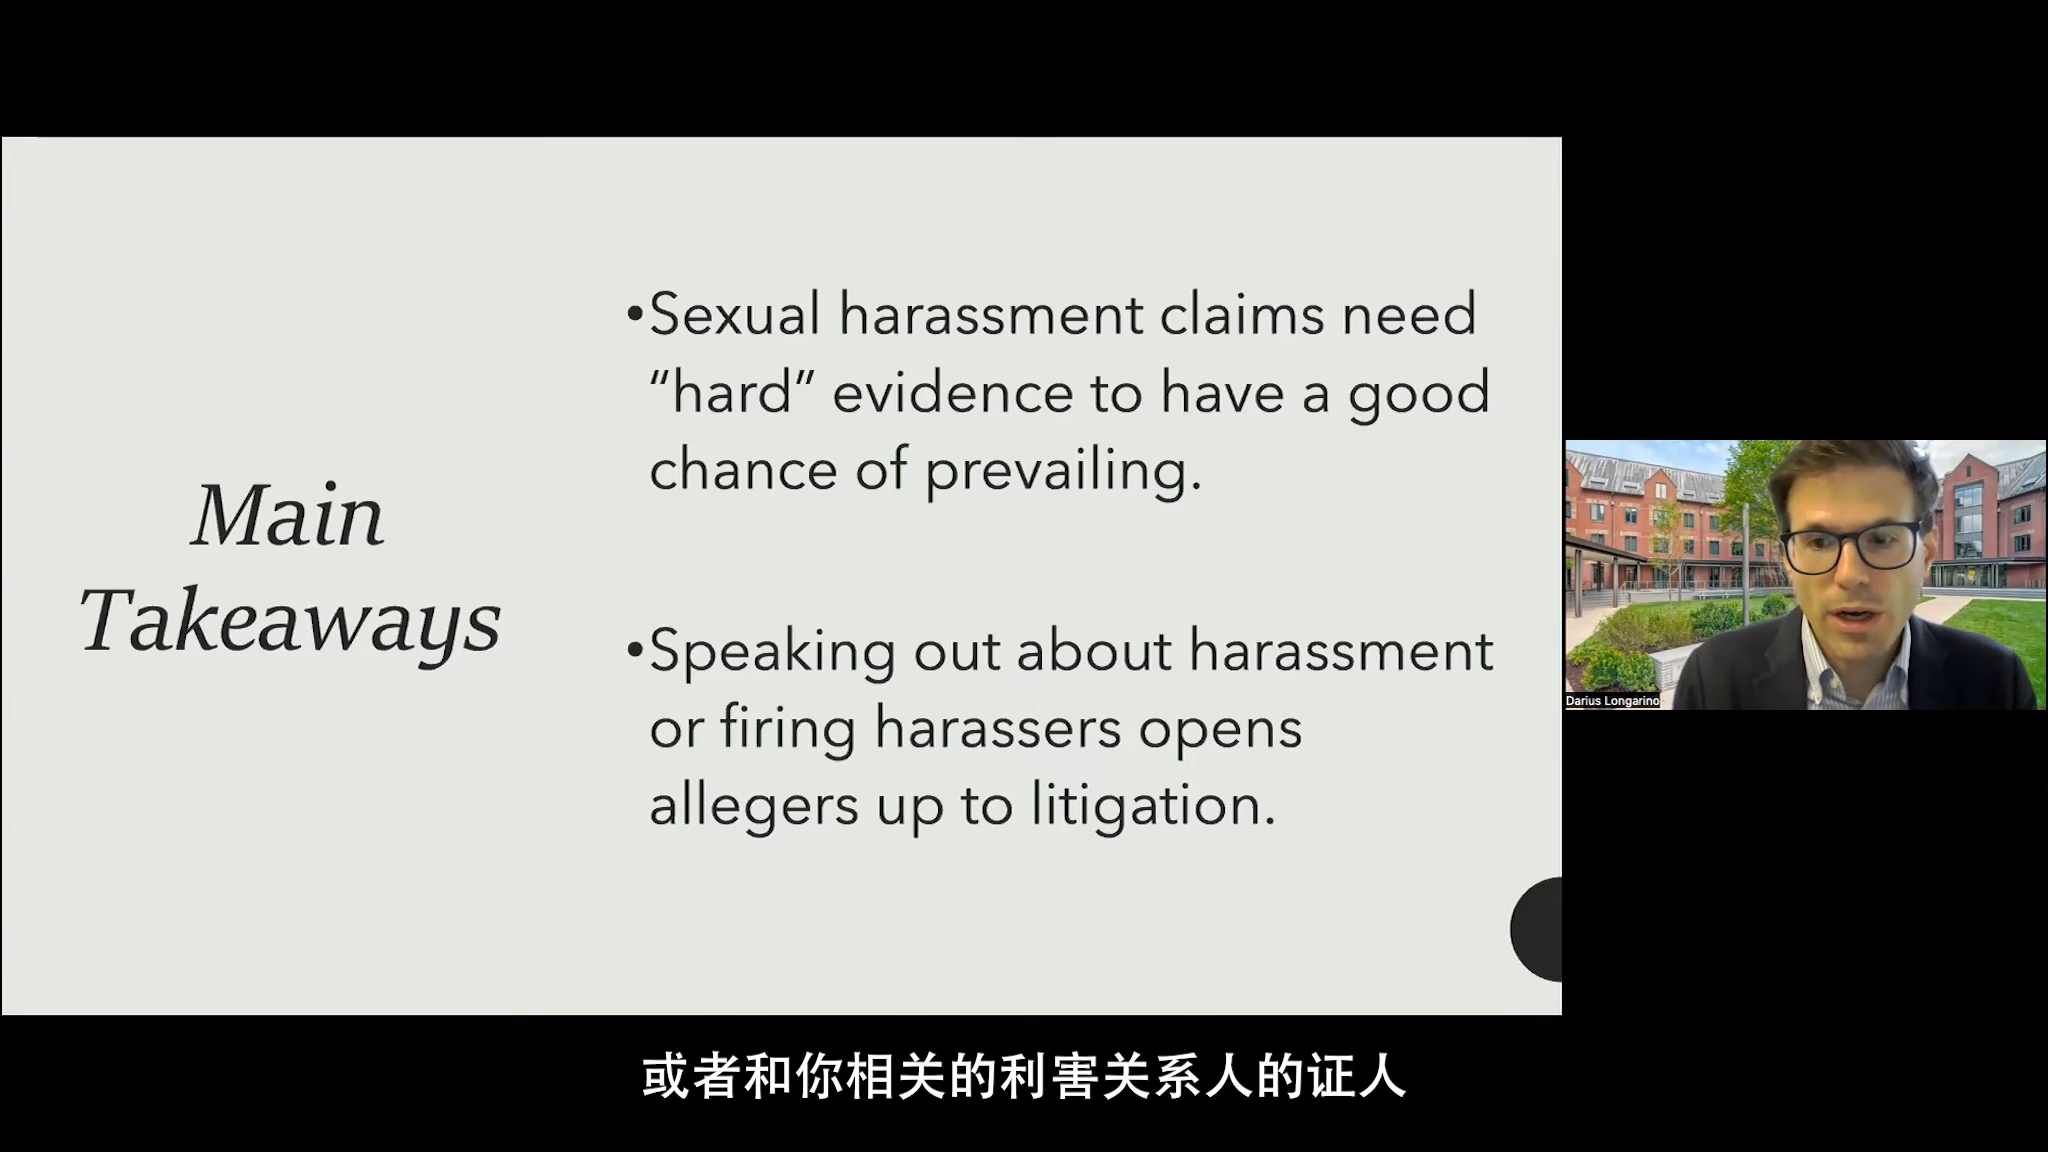 Main
Takeaways
•Sexual harassment claims need
“hard” evidence to have a good
chance of prevailing.
•Speaking out about harassment
or firing harassers opens
allegers up to litigation.
Darius Longarino
或者和你相关的利害关系人的证人